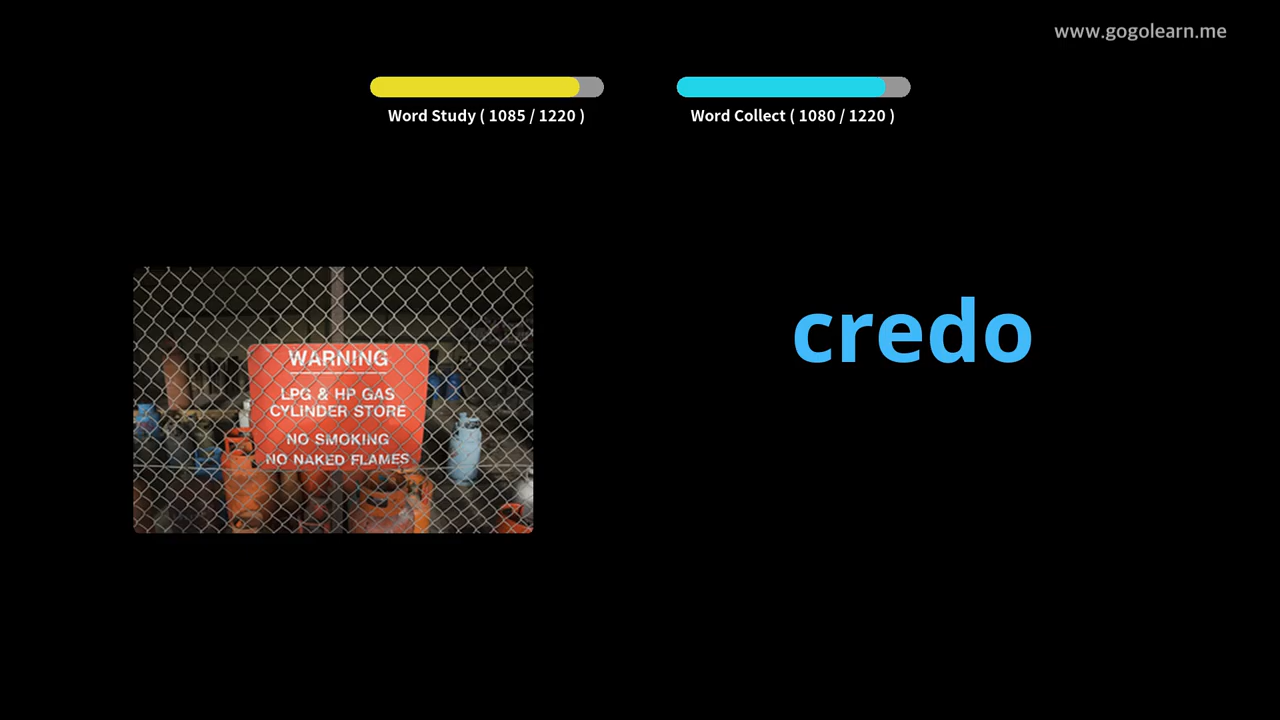 www.gogolearn.me
Word Study ( 1085 / 1220 )
Word Collect ( 1080 / 1220 )
WARNING
LPG & HP GAS
CYLINDER STORE
NO SMOKING
NO NAKED FLAMES
credo